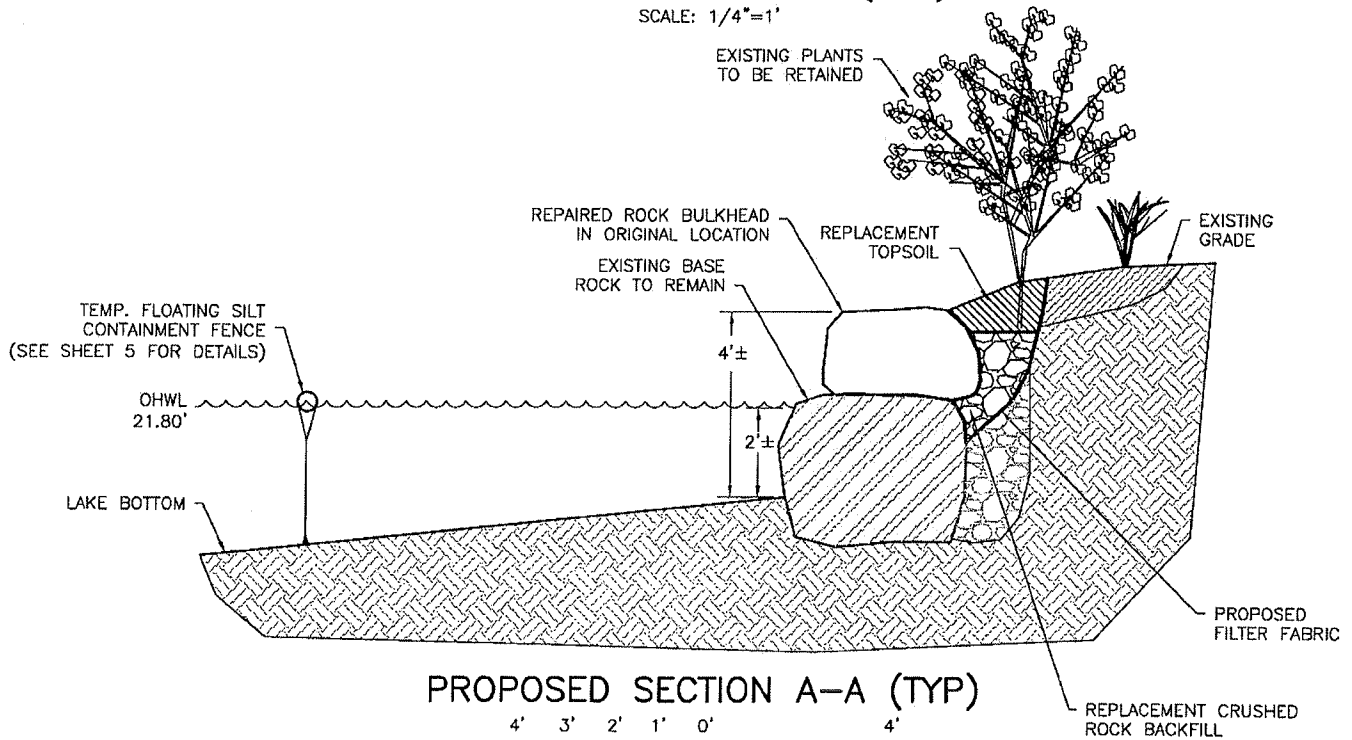 SCALE: 1/4"=1'
EXISTING PLANTS
TO BE RETAINED
REPAIRED ROCK BULKHEAD
IN ORIGINAL LOCATION
REPLACEMENT
TOPSOIL
EXISTING
GRADE
EXISTING BASE
ROCK TO REMAIN
TEMP. FLOATING SILT
CONTAINMENT FENCE
(SEE SHEET 5 FOR DETAILS)
4'±
OHWL
21.80'
2'±
LAKE BOTTOM
PROPOSED
FILTER FABRIC
PROPOSED SECTION A-A (TYP)
4' 3' 2' 1' 0' 4'
REPLACEMENT CRUSHED
ROCK BACKFILL